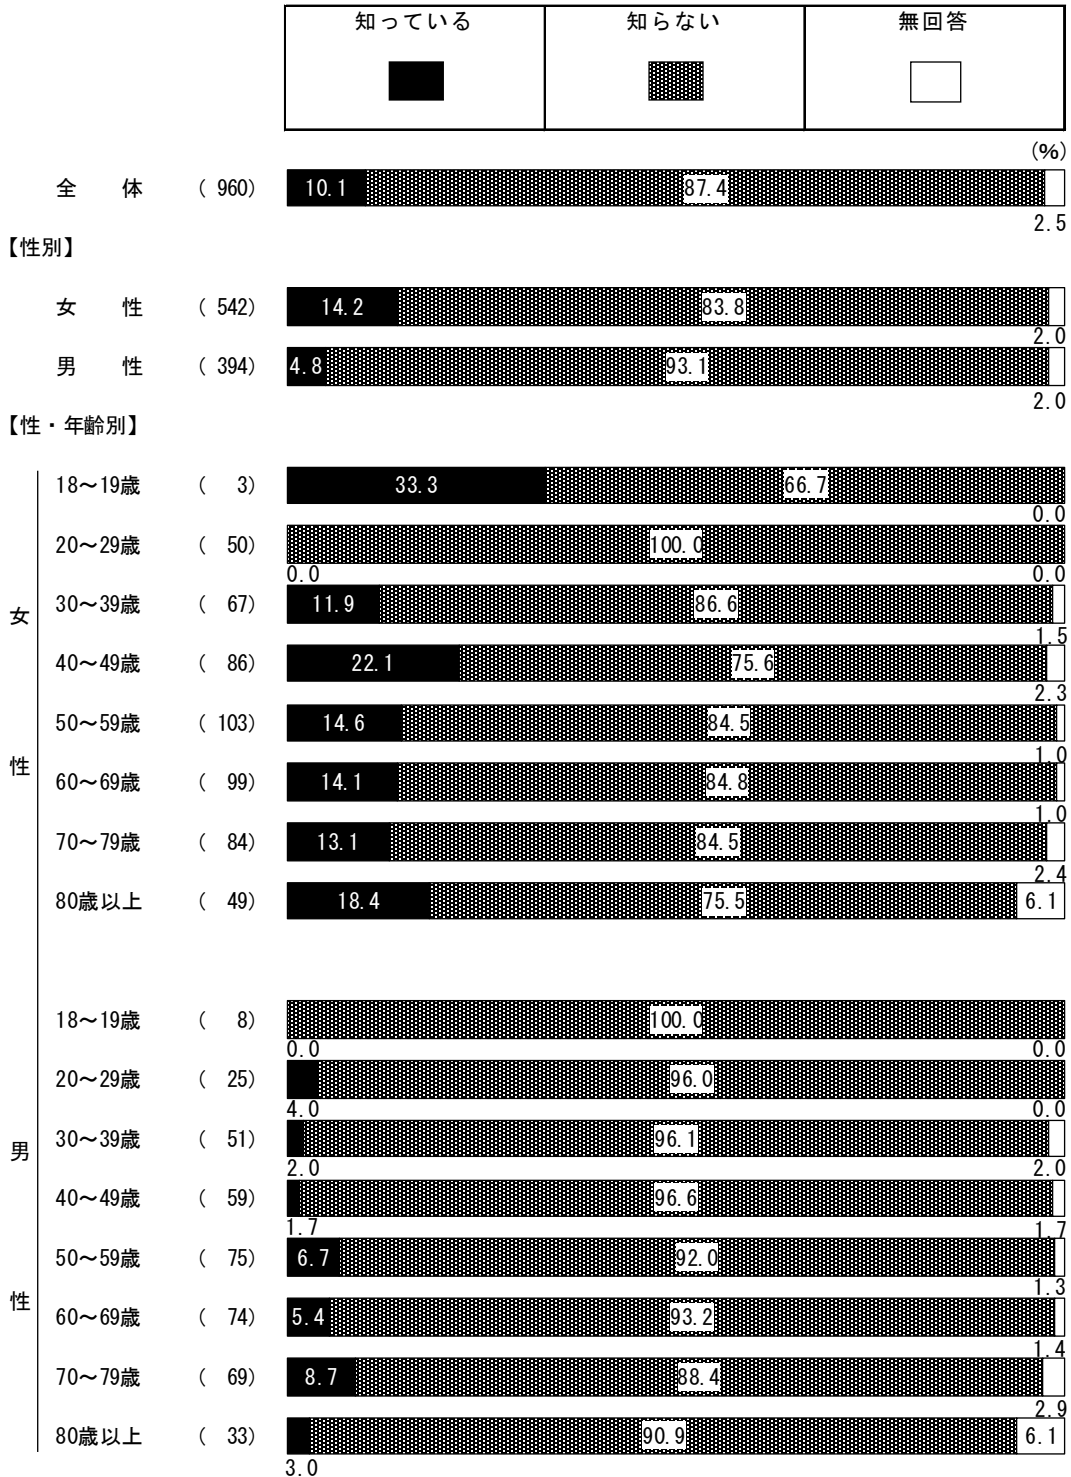 知っている 知らない 無回答
(%)
全 体 ( 960) 10.1 87.4
2.5
【性別】
女 性 ( 542) 14.2 83.8
2.0
男 性 ( 394) 4.8 93.1
2.0
【性・年齢別】
女性
18～19歳 ( 3) 33.3 66.7
0.0
20～29歳 ( 50) 100.0
0.0 0.0
30～39歳 ( 67) 11.9 86.6
1.5
40～49歳 ( 86) 22.1 75.6
2.3
50～59歳 ( 103) 14.6 84.5
1.0
60～69歳 ( 99) 14.1 84.8
1.0
70～79歳 ( 84) 13.1 84.5
2.4
80歳以上 ( 49) 18.4 75.5 6.1
男性
18～19歳 ( 8) 100.0
0.0 0.0
20～29歳 ( 25) 96.0
4.0 0.0
30～39歳 ( 51) 96.1
2.0 2.0
40～49歳 ( 59) 96.6
1.7 1.7
50～59歳 ( 75) 6.7 92.0
1.3
60～69歳 ( 74) 5.4 93.2
1.4
70～79歳 ( 69) 8.7 88.4
2.9
80歳以上 ( 33) 90.9 6.1
3.0